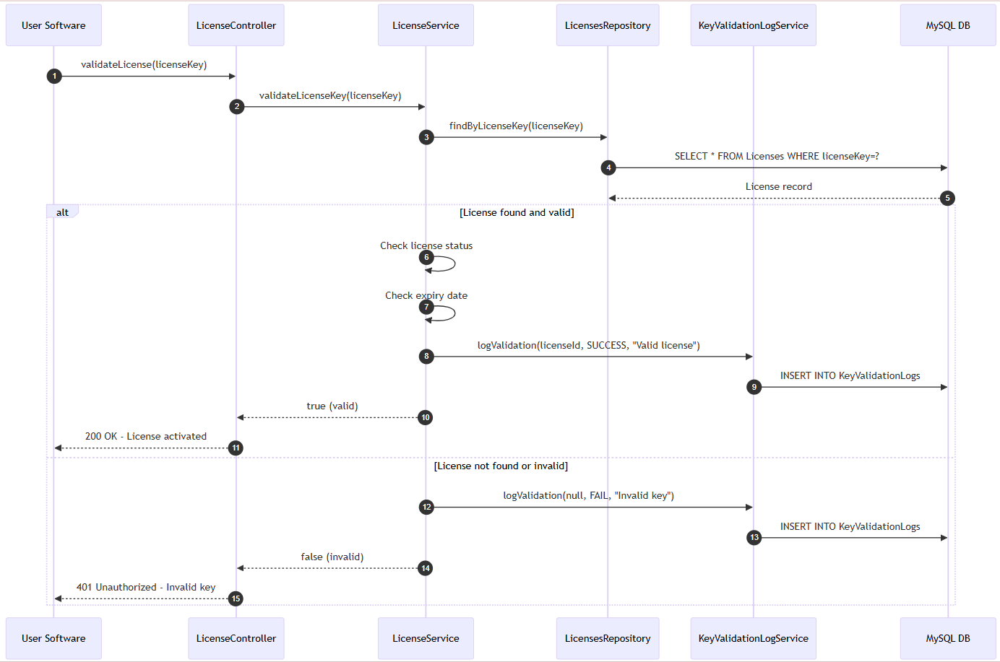 User Software
LicenseController
LicenseService
LicensesRepository
KeyValidationLogService
MySQL DB
validateLicense(licenseKey)
1
validateLicenseKey(licenseKey)
2
findByLicenseKey(licenseKey)
3
SELECT * FROM Licenses WHERE licenseKey=?
4
License record
5
alt
[License found and valid]
Check license status
6
Check expiry date
7
logValidation(licenseId, SUCCESS, "Valid license")
8
INSERT INTO KeyValidationLogs
9
true (valid)
10
200 OK - License activated
11
[License not found or invalid]
logValidation(null, FAIL, "Invalid key")
12
INSERT INTO KeyValidationLogs
13
false (invalid)
14
401 Unauthorized - Invalid key
15
User Software
LicenseController
LicenseService
LicensesRepository
KeyValidationLogService
MySQL DB